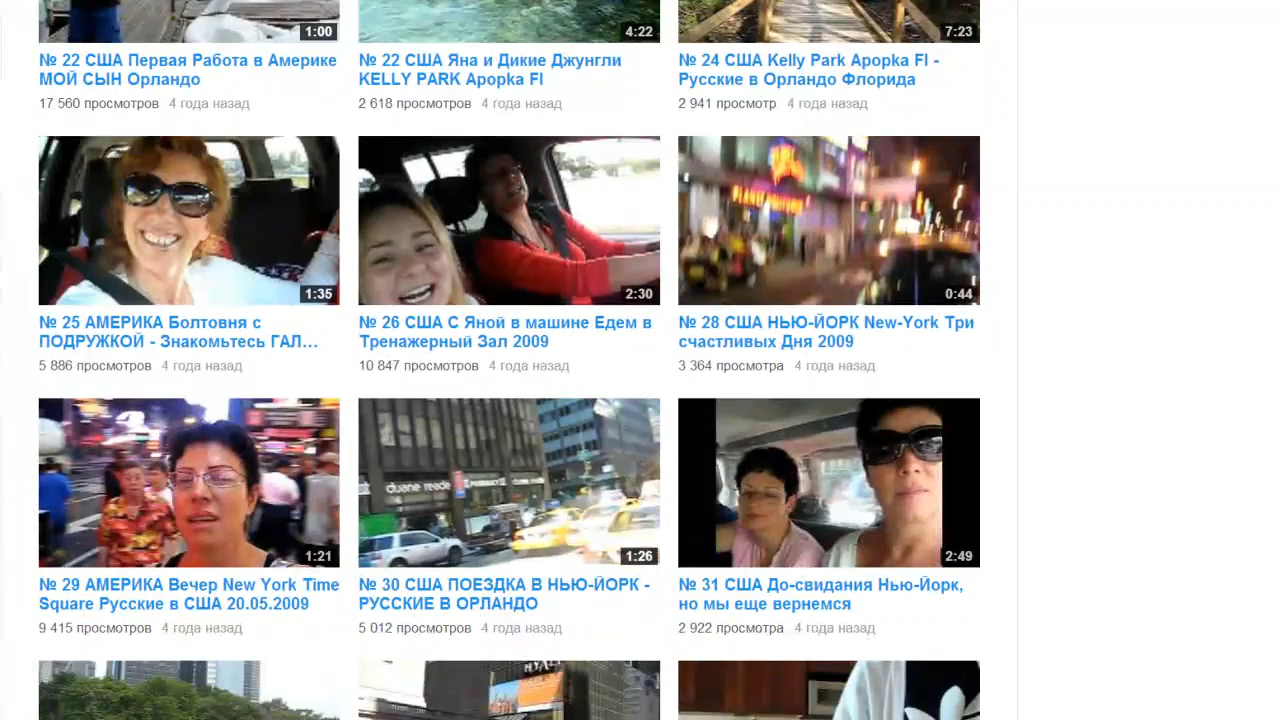 1:00
4:22
7:23
№ 22 США Первая Работа в Америке
МОЙ СЫН Орландо
17 560 просмотров 4 года назад
№ 22 США Яна и Дикие Джунгли
KELLY PARK Apopka Fl
2 618 просмотров 4 года назад
№ 24 США Kelly Park Apopka Fl -
Русские в Орландо Флорида
2 941 просмотр 4 года назад
1:35
2:30
0:44
№ 25 АМЕРИКА Болтовня с
ПОДРУЖКОЙ - Знакомьтесь ГАЛ...
5 886 просмотров 4 года назад
№ 26 США С Яной в машине Едем в
Тренажерный Зал 2009
10 847 просмотров 4 года назад
№ 28 США НЬЮ-ЙОРК New-York Три
счастливых Дня 2009
3 364 просмотра 4 года назад
duane reade
PHARMACY
1:21
1:26
2:49
№ 29 АМЕРИКА Вечер New York Time
Square Русские в США 20.05.2009
9 415 просмотров 4 года назад
№ 30 США ПОЕЗДКА В НЬЮ-ЙОРК -
РУССКИЕ В ОРЛАНДО
5 012 просмотров 4 года назад
№ 31 США До-свидания Нью-Йорк,
но мы еще вернемся
2 922 просмотра 4 года назад